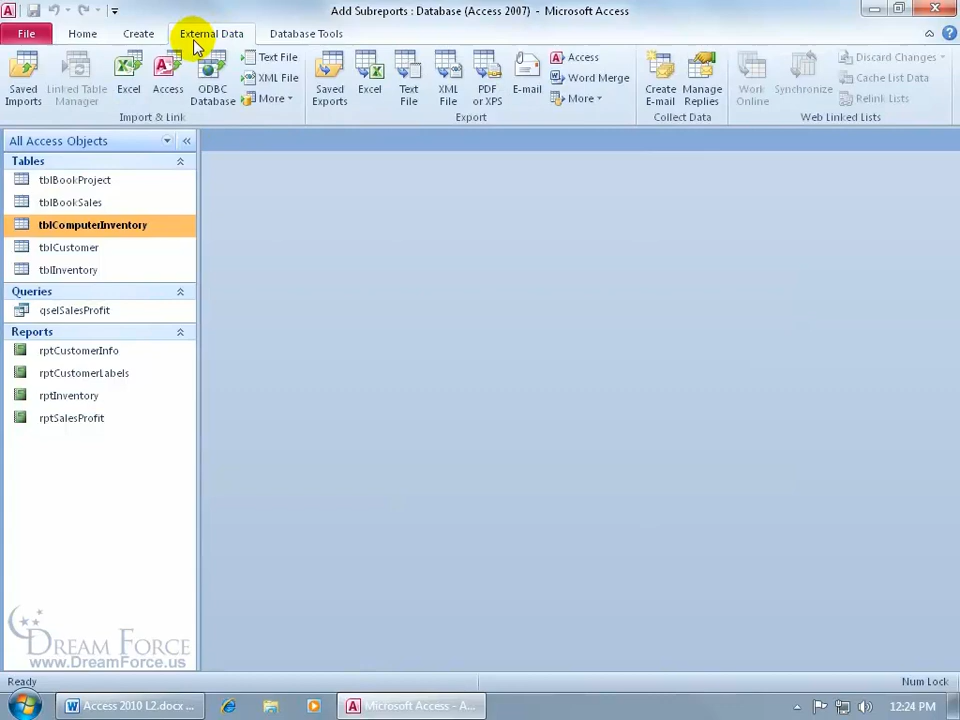 Add Subreports : Database (Access 2007) - Microsoft Access
File Home Create External Data Database Tools
Saved Imports
Linked Table Manager
Excel
Access
ODBC Database
Text File
XML File
More
Import & Link
Saved Exports
Excel
Text File
XML File
PDF or XPS
E-mail
Access
Word Merge
More
Export
Create E-mail
Manage Replies
Collect Data
Work Online
Synchronize
Discard Changes
Cache List Data
Relink Lists
Web Linked Lists
All Access Objects
Tables
tblBookProject
tblBookSales
tblComputerInventory
tblCustomer
tblInventory
Queries
qselSalesProfit
Reports
rptCustomerInfo
rptCustomerLabels
rptInventory
rptSalesProfit
DREAM FORCE
www.DreamForce.us
Ready
Num Lock
Access 2010 L2.docx ...
Microsoft Access - A...
12:24 PM